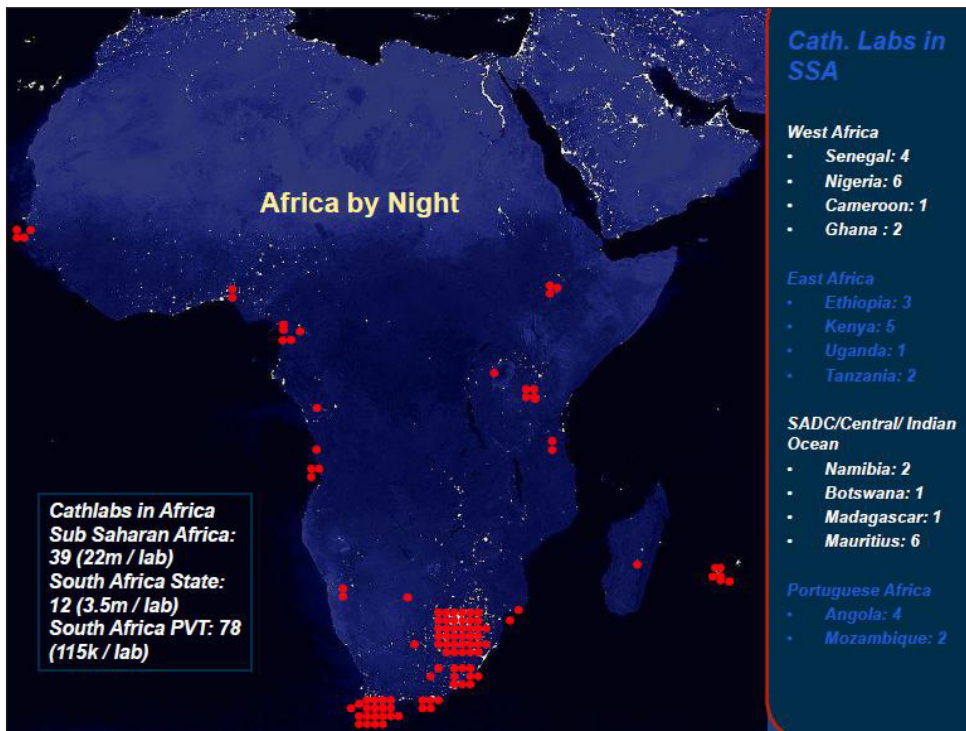 Africa by Night
Cathlabs in Africa
Sub Saharan Africa:
39 (22m / lab)
South Africa State:
12 (3.5m / lab)
South Africa PVT: 78
(115k / lab)
Cath. Labs in
SSA
West Africa
• Senegal: 4
• Nigeria: 6
• Cameroon: 1
• Ghana : 2
East Africa
• Ethiopia: 3
• Kenya: 5
• Uganda: 1
• Tanzania: 2
SADC/Central/ Indian
Ocean
• Namibia: 2
• Botswana: 1
• Madagascar: 1
• Mauritius: 6
Portuguese Africa
• Angola: 4
• Mozambique: 2